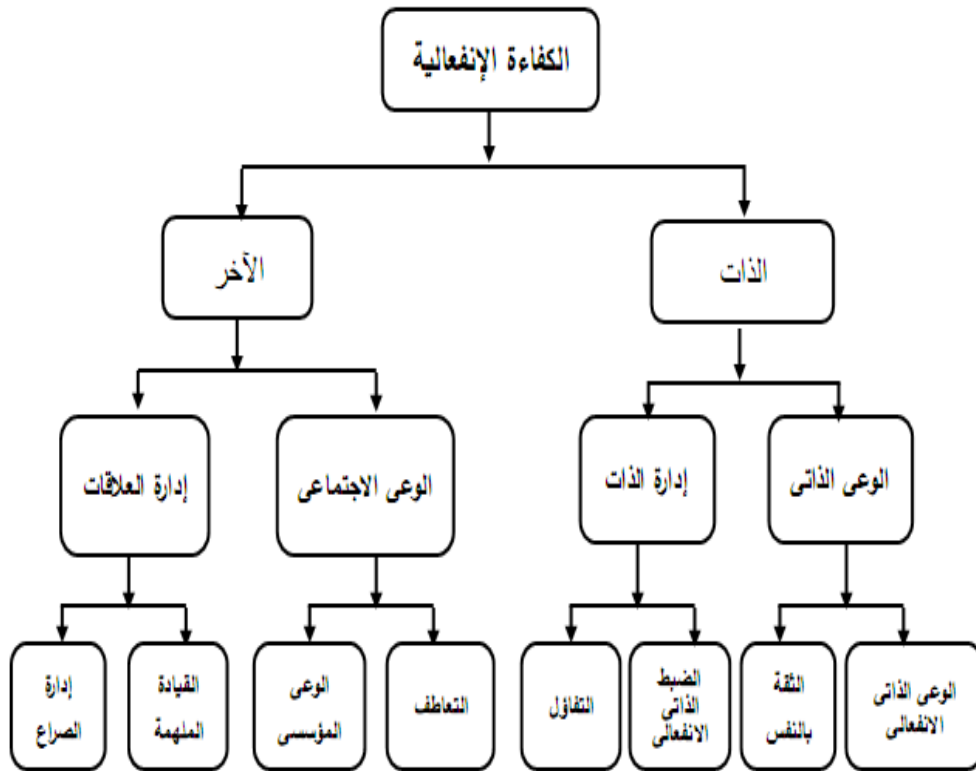 الكفاءة الإنفعالية
الذات
الآخر
الوعى الذاتى
إدارة الذات
الوعى الاجتماعى
إدارة العلاقات
الوعى الذاتى
الانفعالى
الثقة
بالنفس
الضبط
الذاتى
الانفعالى
التفاؤل
التعاطف
الوعى
المؤسسى
القيادة
الملهمة
إدارة
الصراع